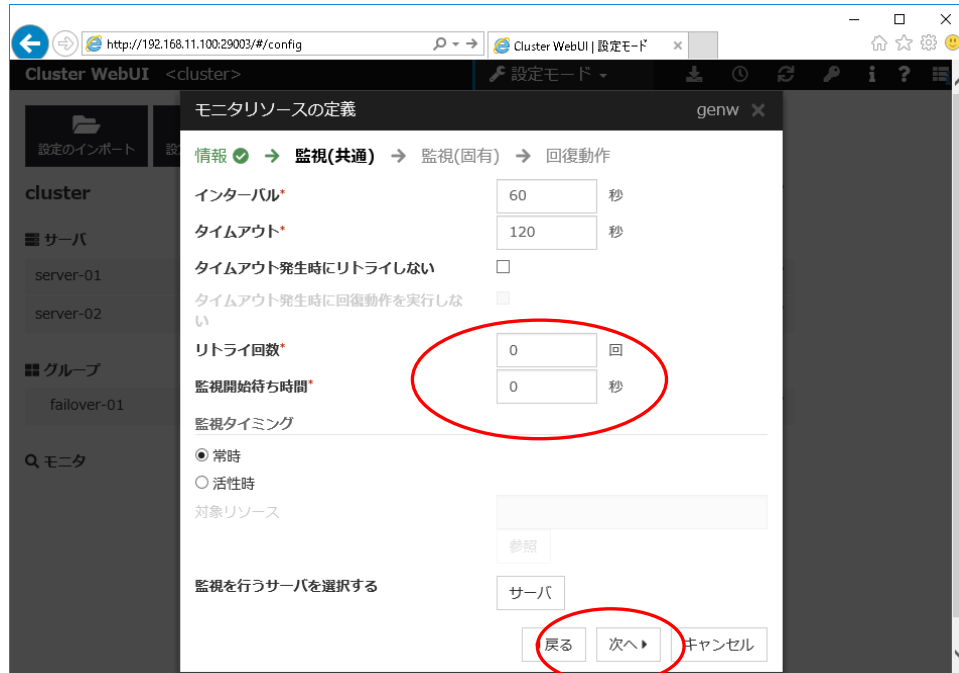 http://192.168.11.100:29003/#/config
Cluster WebUI | 設定モード
Cluster WebUI <cluster>
設定モード
設定のインポート
設
cluster
サーバ
server-01
server-02
グループ
failover-01
モニタ
モニタリソースの定義 genw
情報 → 監視(共通) → 監視(固有) → 回復動作
インターバル* 60 秒
タイムアウト* 120 秒
タイムアウト発生時にリトライしない
タイムアウト発生時に回復動作を実行しな
い
リトライ回数* 0 回
監視開始待ち時間* 0 秒
監視タイミング
常時
活性時
対象リソース
参照
監視を行うサーバを選択する サーバ
戻る 次へ キャンセル